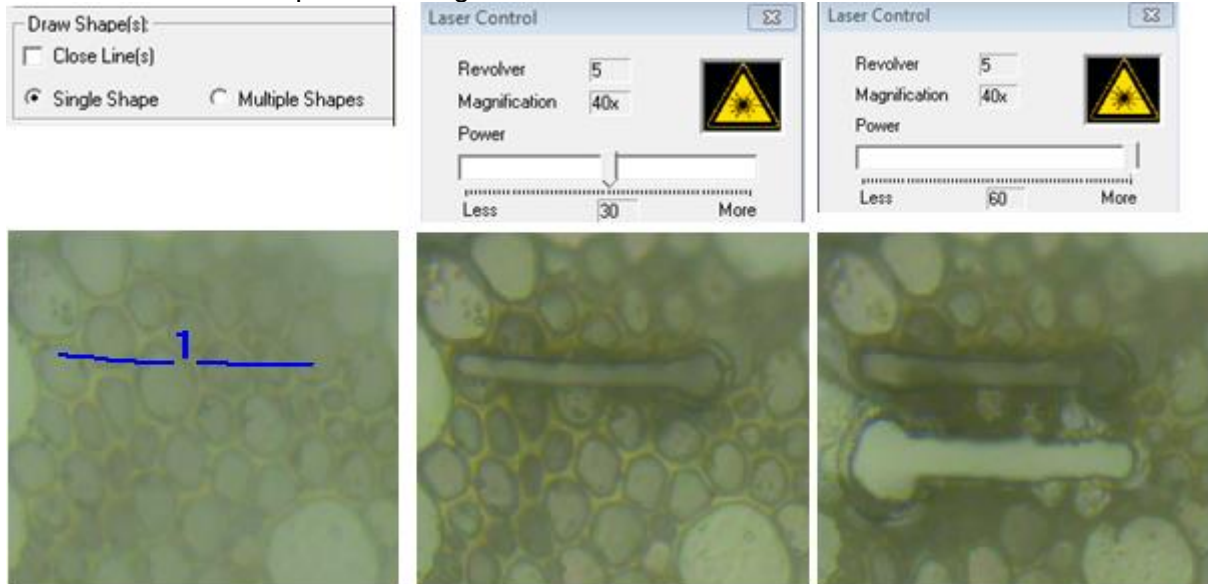 Draw Shape(s):
Close Line(s)
Single Shape Multiple Shapes
Laser Control
Revolver 5
Magnification 40x
Power
Less 30 More
Laser Control
Revolver 5
Magnification 40x
Power
Less 60 More
1